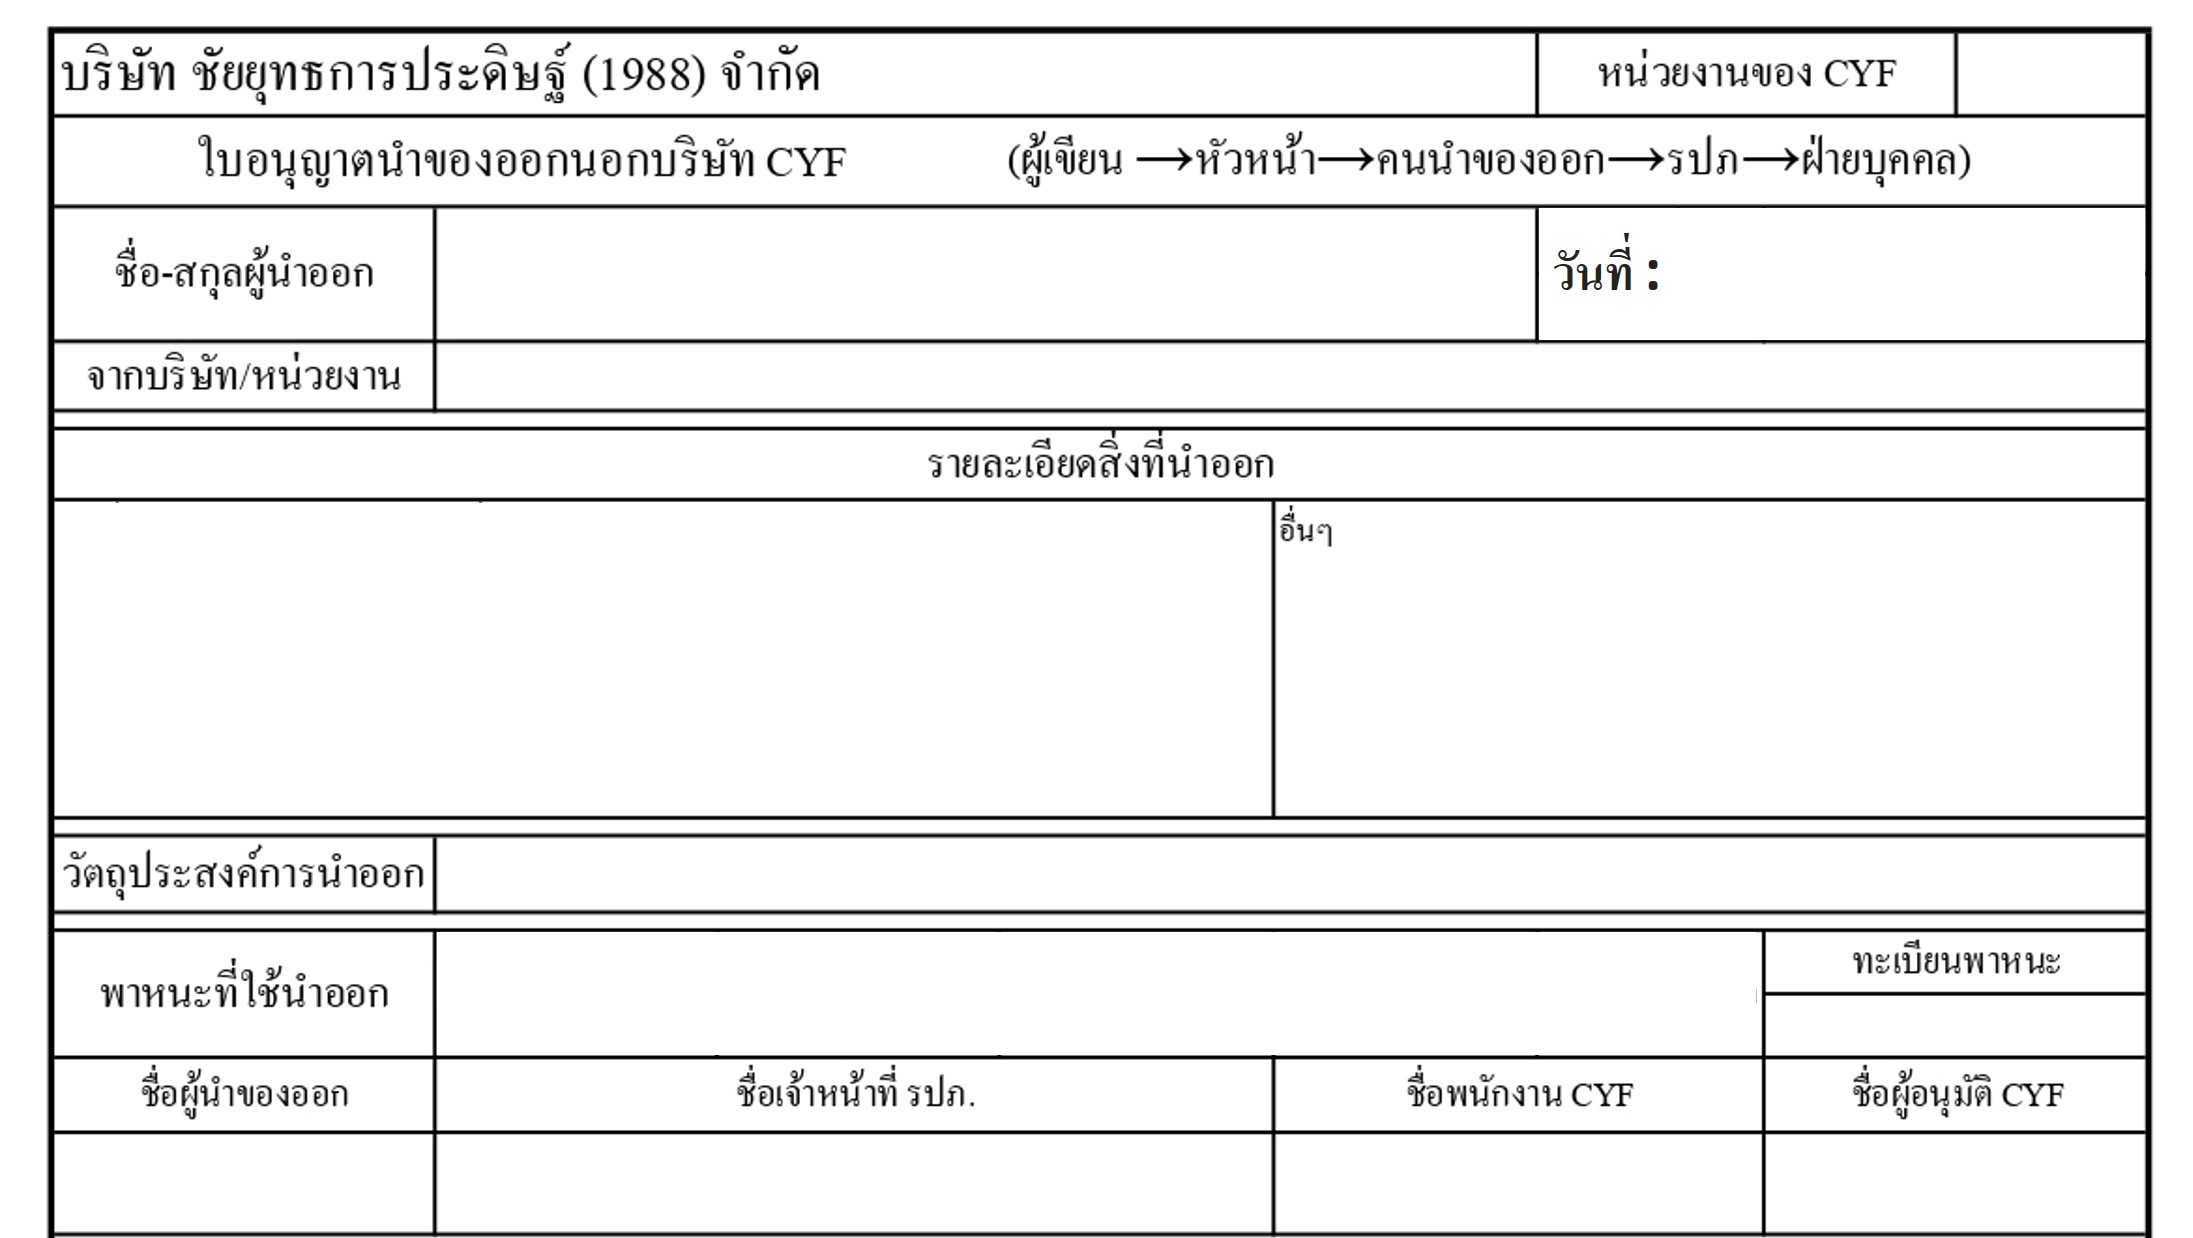 บริษัท ชัยยุทธการประดิษฐ์ (1988) จำกัด หน่วยงานของ CYF
ใบอนุญาตนำของออกนอกบริษัท CYF (ผู้เขียน →หัวหน้า→คนนำของออก→รปภ→ฝ่ายบุคคล)
ชื่อ-สกุลผู้นำออก วันที่ :
จากบริษัท/หน่วยงาน
รายละเอียดสิ่งที่นำออก
อื่นๆ
วัตถุประสงค์การนำออก
พาหนะที่ใช้นำออก ทะเบียนพาหนะ
ชื่อผู้นำของออก ชื่อเจ้าหน้าที่ รปภ. ชื่อพนักงาน CYF ชื่อผู้อนุมัติ CYF